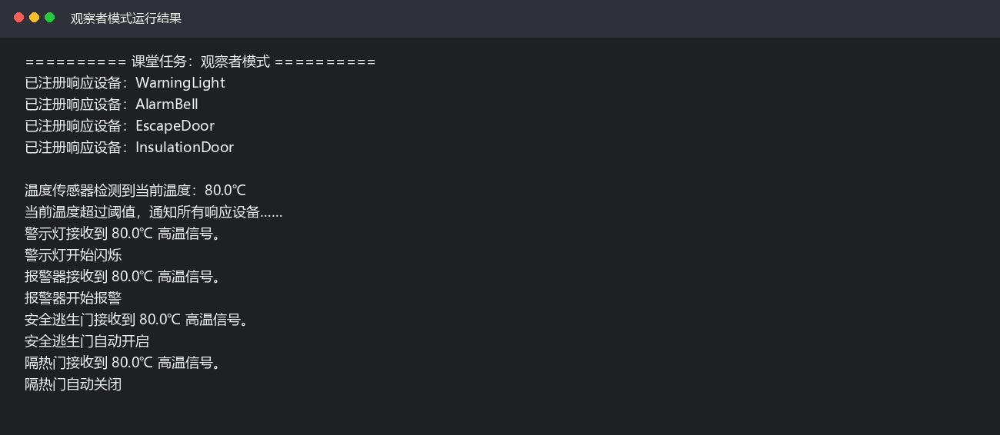 观察者模式运行结果
========== 课堂任务：观察者模式 ==========
已注册响应设备：WarningLight
已注册响应设备：AlarmBell
已注册响应设备：EscapeDoor
已注册响应设备：InsulationDoor
温度传感器检测到当前温度：80.0℃
当前温度超过阈值，通知所有响应设备……
警示灯接收到 80.0℃ 高温信号。
警示灯开始闪烁
报警器接收到 80.0℃ 高温信号。
报警器开始报警
安全逃生门接收到 80.0℃ 高温信号。
安全逃生门自动开启
隔热门接收到 80.0℃ 高温信号。
隔热门自动关闭